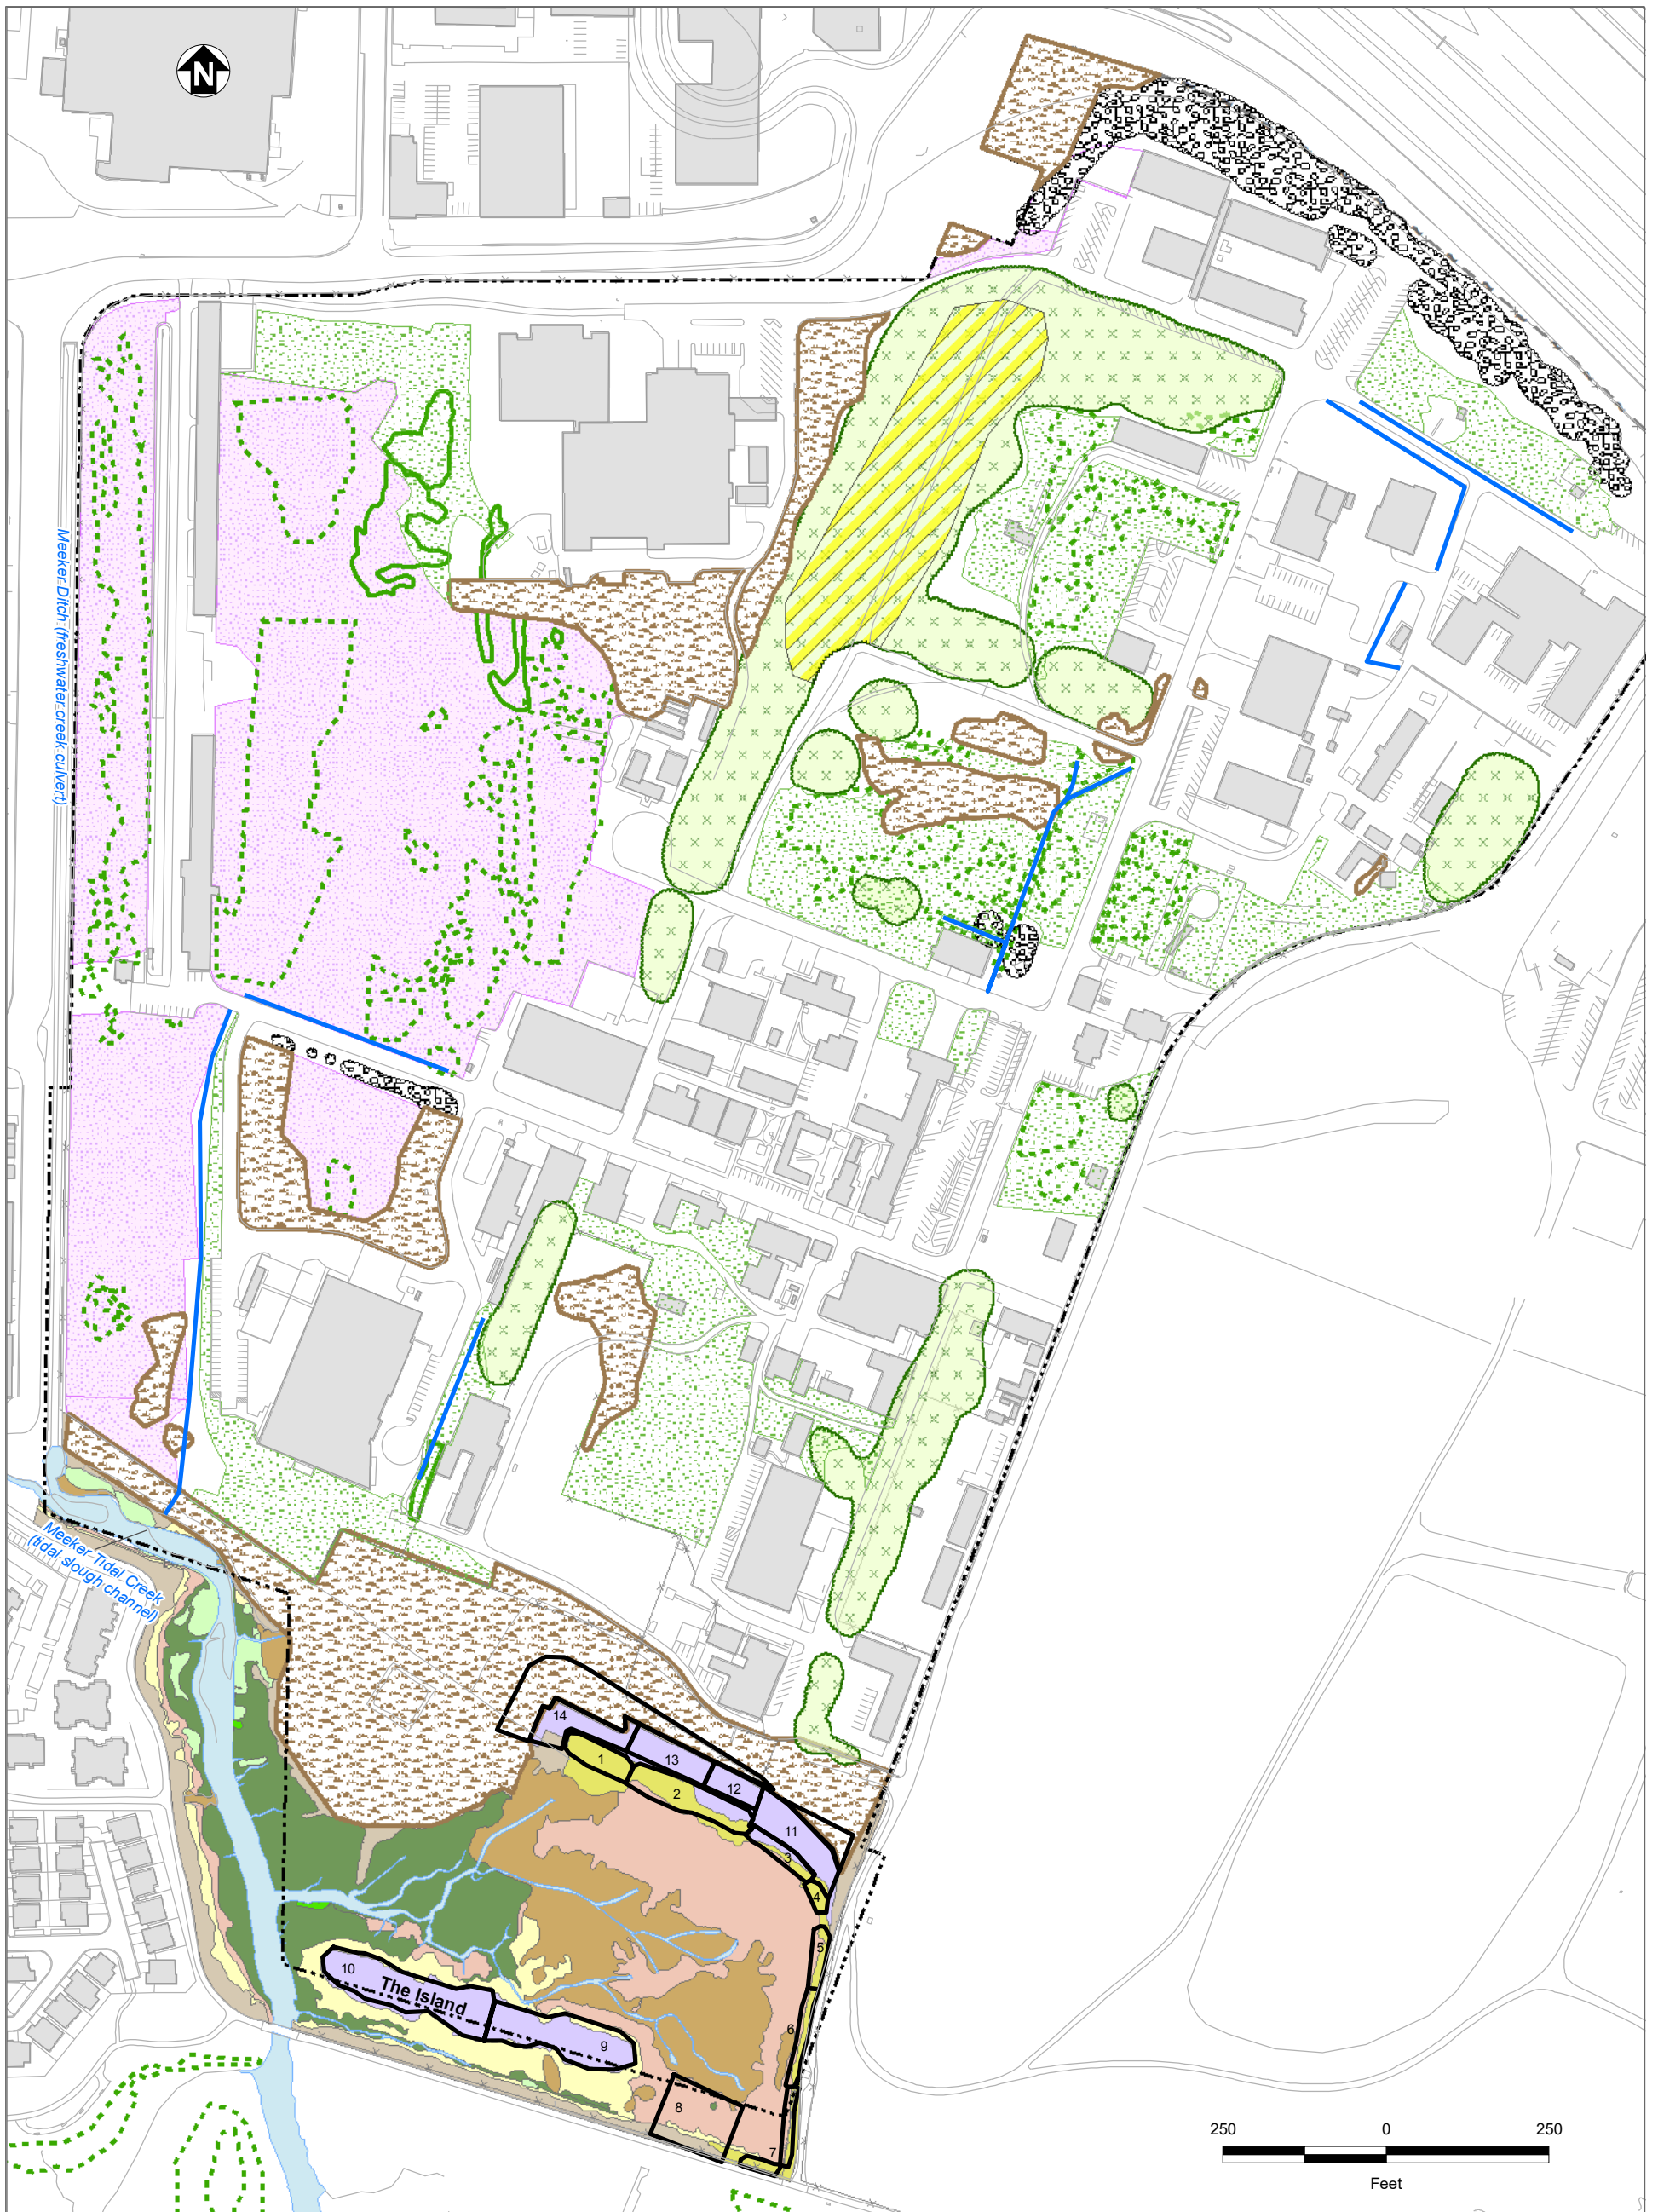 N
Meeker Ditch (freshwater creek culvert)
Meeker Tidal Creek
(tidal slough channel)
14
1
13
2
12
11
3
4
5
10
The Island
6
9
8
7
250
0
250
Feet